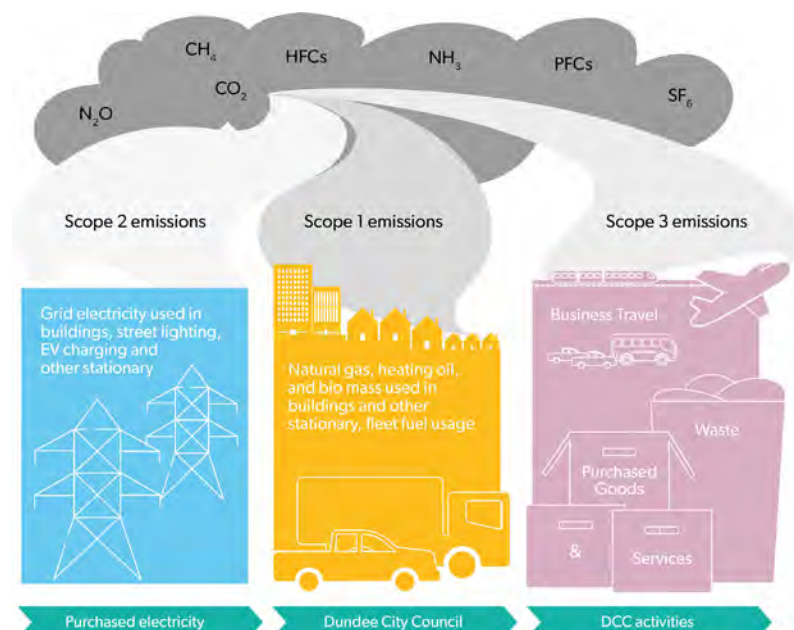 CH₄
HFCs
NH₃
PFCs
CO₂
SF₆
N₂O
Scope 2 emissions
Scope 1 emissions
Scope 3 emissions
Grid electricity used in
buildings, street lighting,
EV charging and
other stationary
Natural gas, heating oil,
and bio mass used in
buildings and other
stationary, fleet fuel usage
Business Travel
Waste
Purchased
Goods
&
Services
Purchased electricity
Dundee City Council
DCC activities